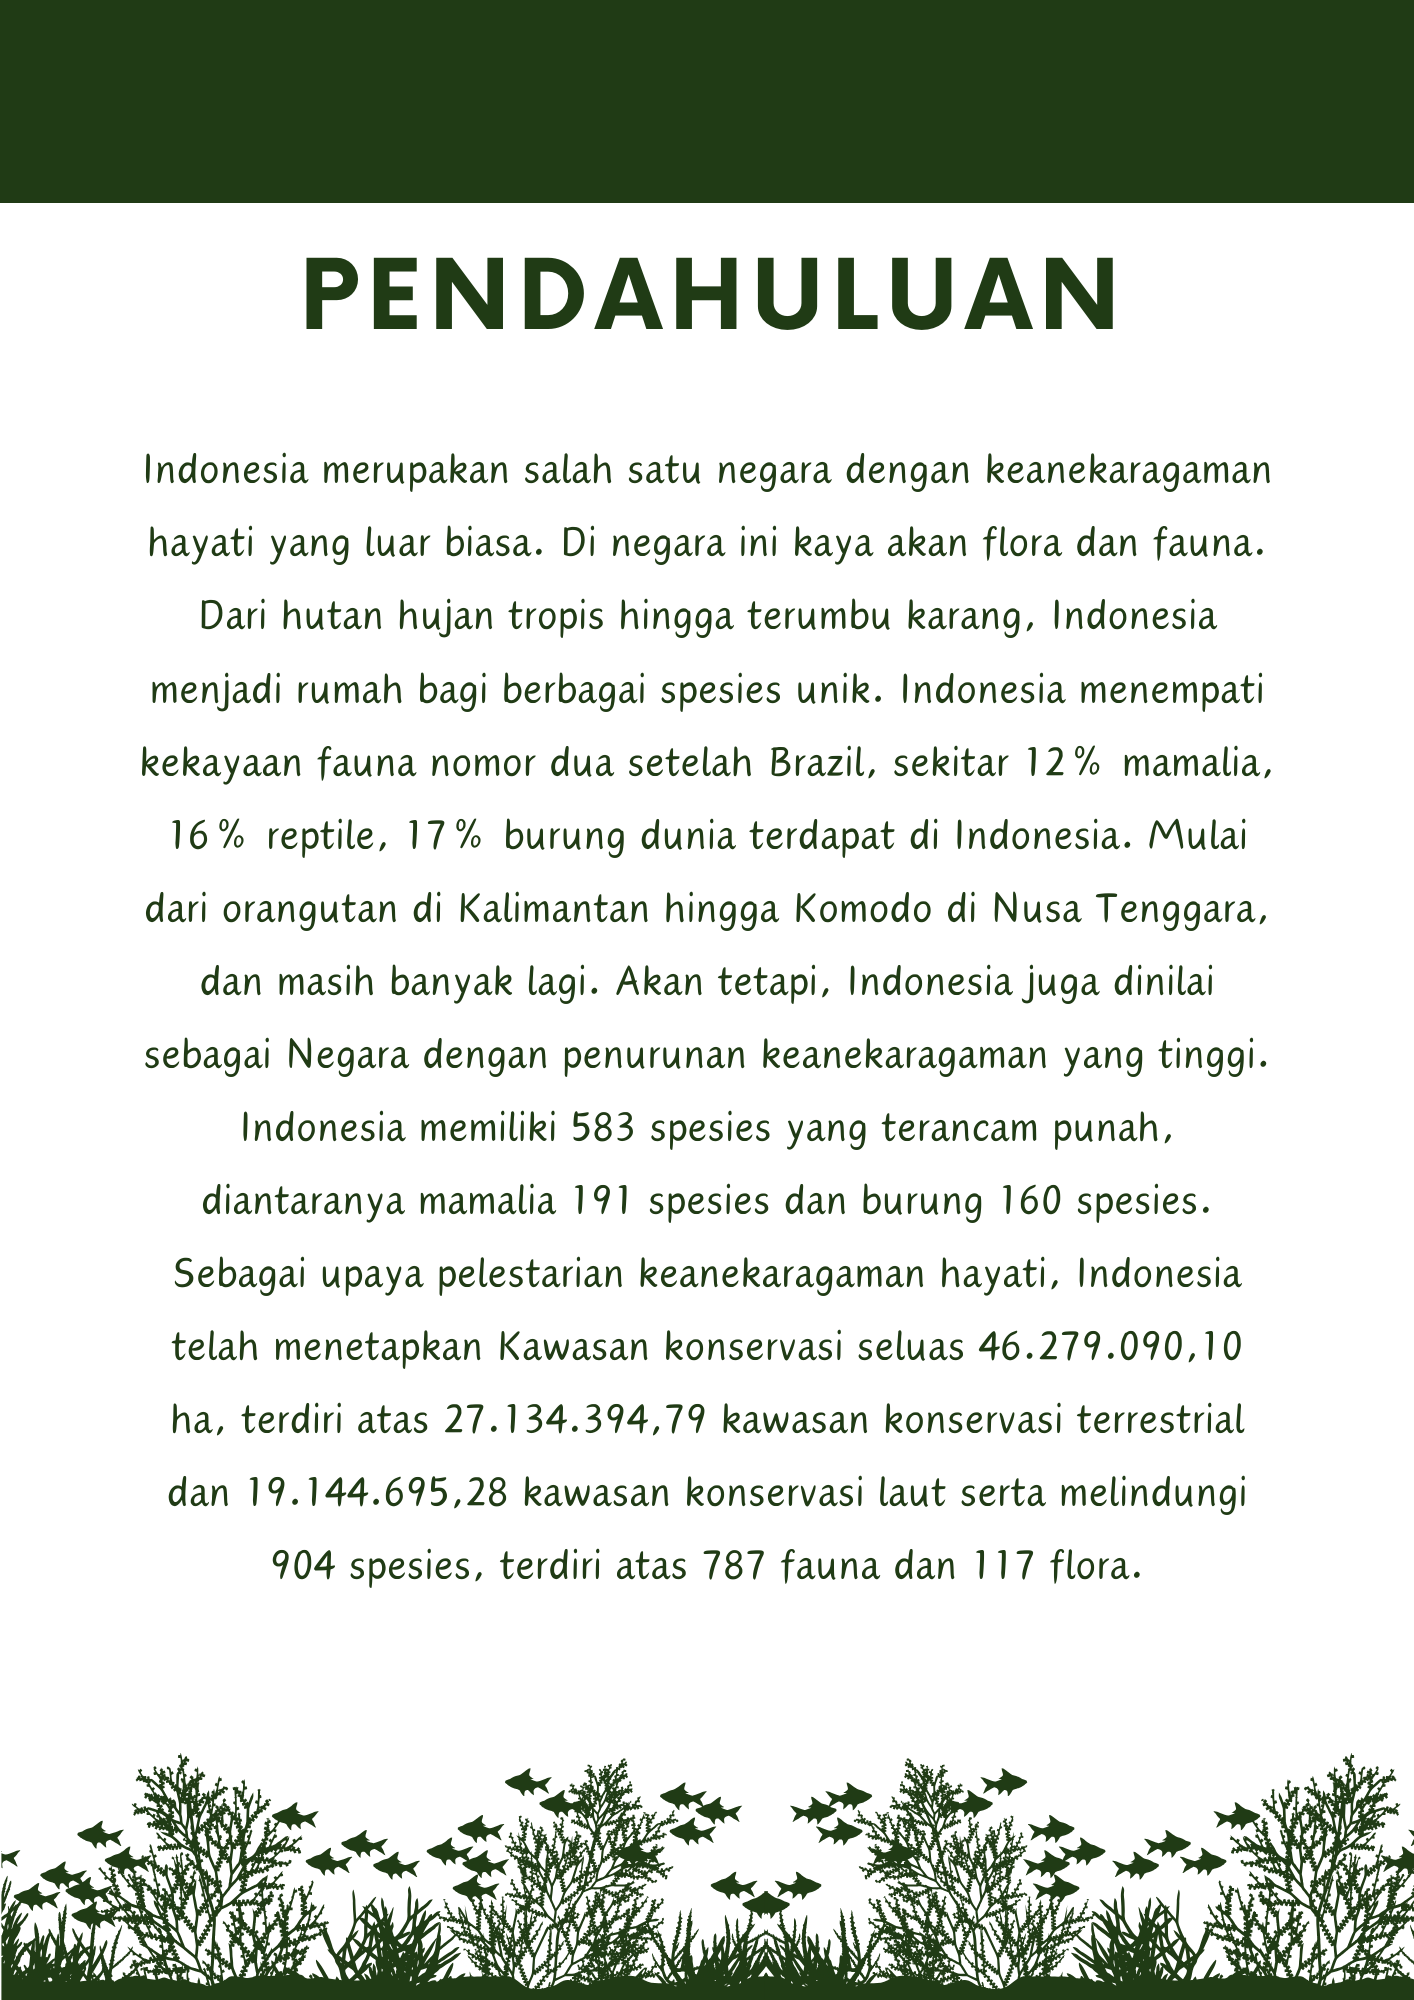 PENDAHULUAN
Indonesia merupakan salah satu negara dengan keanekaragaman
hayati yang luar biasa. Di negara ini kaya akan flora dan fauna.
Dari hutan hujan tropis hingga terumbu karang, Indonesia
menjadi rumah bagi berbagai spesies unik. Indonesia menempati
kekayaan fauna nomor dua setelah Brazil, sekitar 12% mamalia,
16% reptile, 17% burung dunia terdapat di Indonesia. Mulai
dari orangutan di Kalimantan hingga Komodo di Nusa Tenggara,
dan masih banyak lagi. Akan tetapi, Indonesia juga dinilai
sebagai Negara dengan penurunan keanekaragaman yang tinggi.
Indonesia memiliki 583 spesies yang terancam punah,
diantaranya mamalia 191 spesies dan burung 160 spesies.
Sebagai upaya pelestarian keanekaragaman hayati, Indonesia
telah menetapkan Kawasan konservasi seluas 46.279.090,10
ha, terdiri atas 27.134.394,79 kawasan konservasi terrestrial
dan 19.144.695,28 kawasan konservasi laut serta melindungi
904 spesies, terdiri atas 787 fauna dan 117 flora.